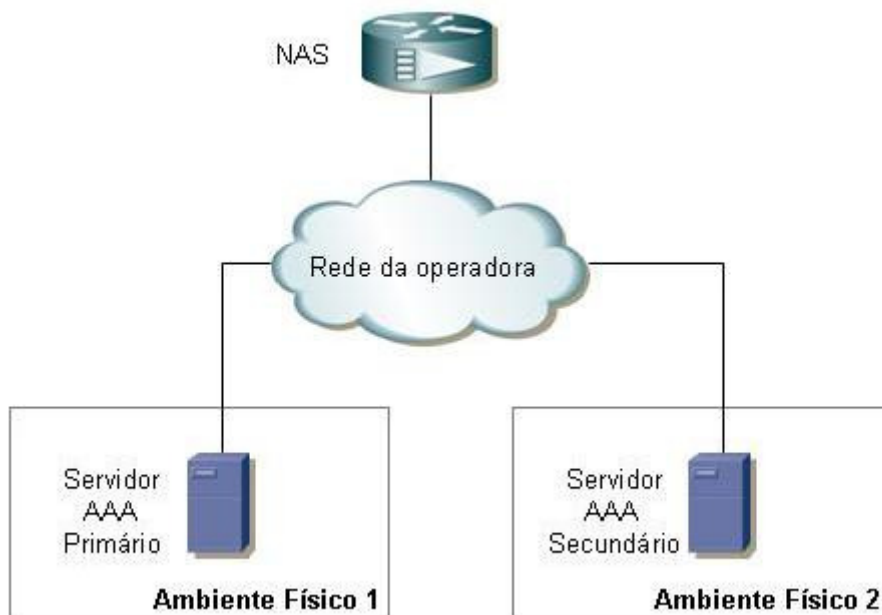 NAS
Rede da operadora
Servidor
AAA
Primário
Ambiente Físico 1
Servidor
AAA
Secundário
Ambiente Físico 2